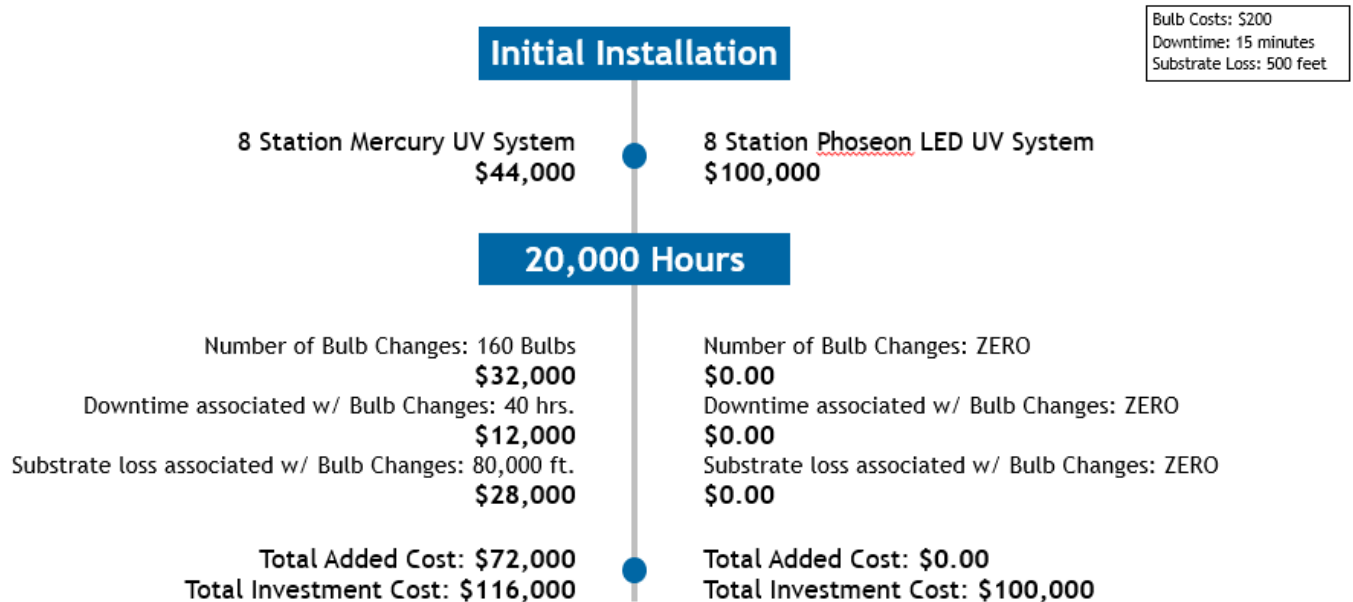 Bulb Costs: $200
Downtime: 15 minutes
Substrate Loss: 500 feet
Initial Installation
8 Station Mercury UV System
$44,000
8 Station Phoseon LED UV System
$100,000
20,000 Hours
Number of Bulb Changes: 160 Bulbs
$32,000
Downtime associated w/ Bulb Changes: 40 hrs.
$12,000
Substrate loss associated w/ Bulb Changes: 80,000 ft.
$28,000
Number of Bulb Changes: ZERO
$0.00
Downtime associated w/ Bulb Changes: ZERO
$0.00
Substrate loss associated w/ Bulb Changes: ZERO
$0.00
Total Added Cost: $72,000
Total Investment Cost: $116,000
Total Added Cost: $0.00
Total Investment Cost: $100,000